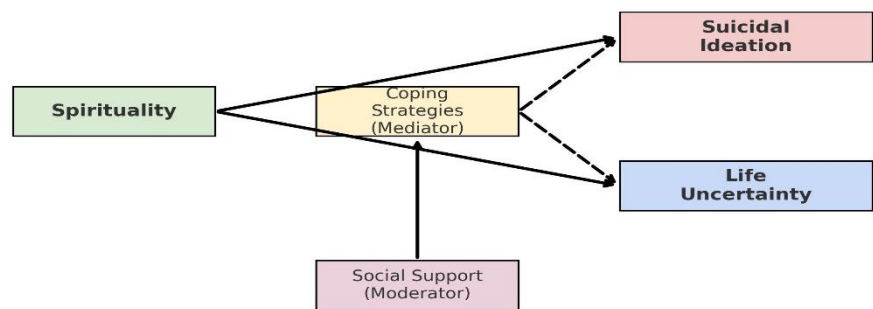 Suicidal
Ideation
Spirituality
Coping
Strategies
(Mediator)
Life
Uncertainty
Social Support
(Moderator)